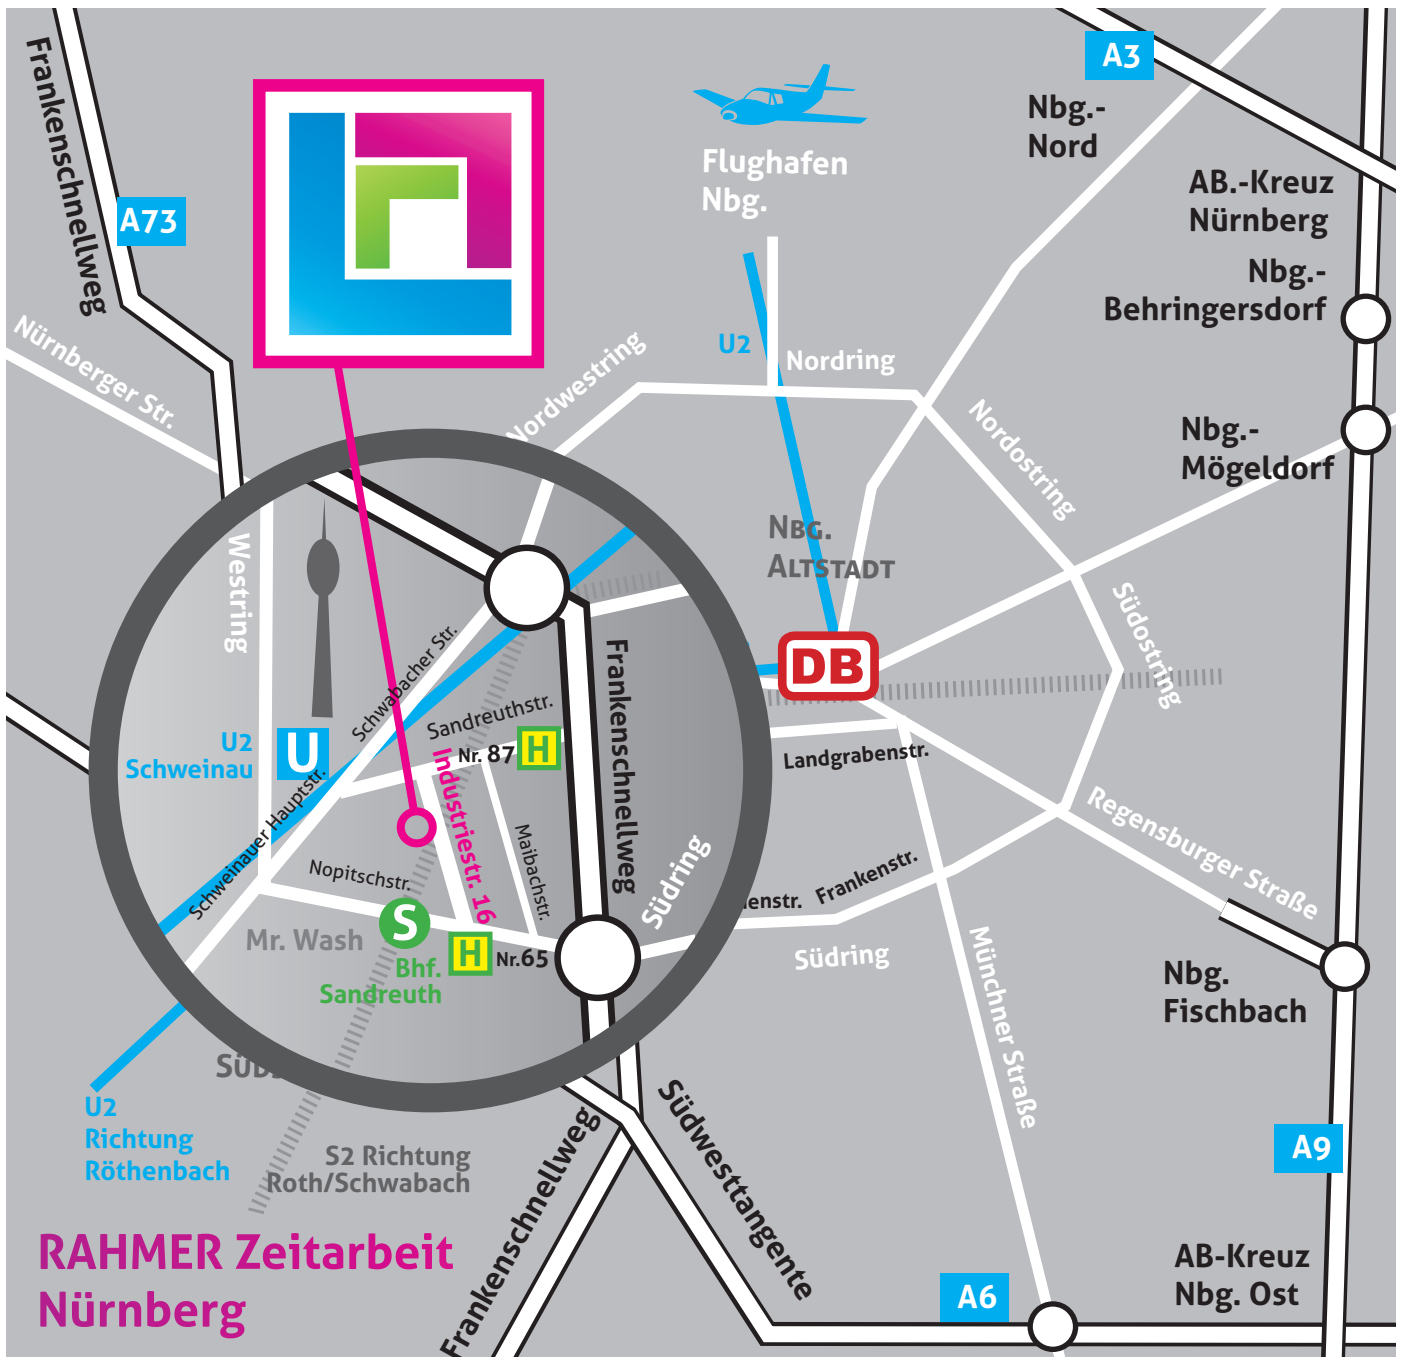 Frankenschnellweg
A73
Nürnberger Str.
Flughafen
Nbg.
U2
Nordwestring
Nordring
Nordostring
A3
Nbg.-
Nord
AB.-Kreuz
Nürnberg
Nbg.-
Behringersdorf
Nbg.-
Mögeldorf
Nbg.
Altstadt
DB
Südostring
Westring
Schwabacher Str.
Frankenschnellweg
U2
Schweinau
U
Schweinauer Hauptstr.
Sandreuthstr.
Nr. 87
H
Industriestr. 16
Maibachstr.
Nopitschstr.
S
Mr. Wash
Bhf.
Sandreuth
H
Nr.65
Südring
Landgrabenstr.
Frankenstr.
enstr.
Südring
Regensburger Straße
Münchner Straße
Nbg.
Fischbach
U2
Richtung
Röthenbach
S2 Richtung
Roth/Schwabach
Frankenschnellweg
Südwesttangente
A9
AB-Kreuz
Nbg. Ost
A6
RAHMER Zeitarbeit
Nürnberg